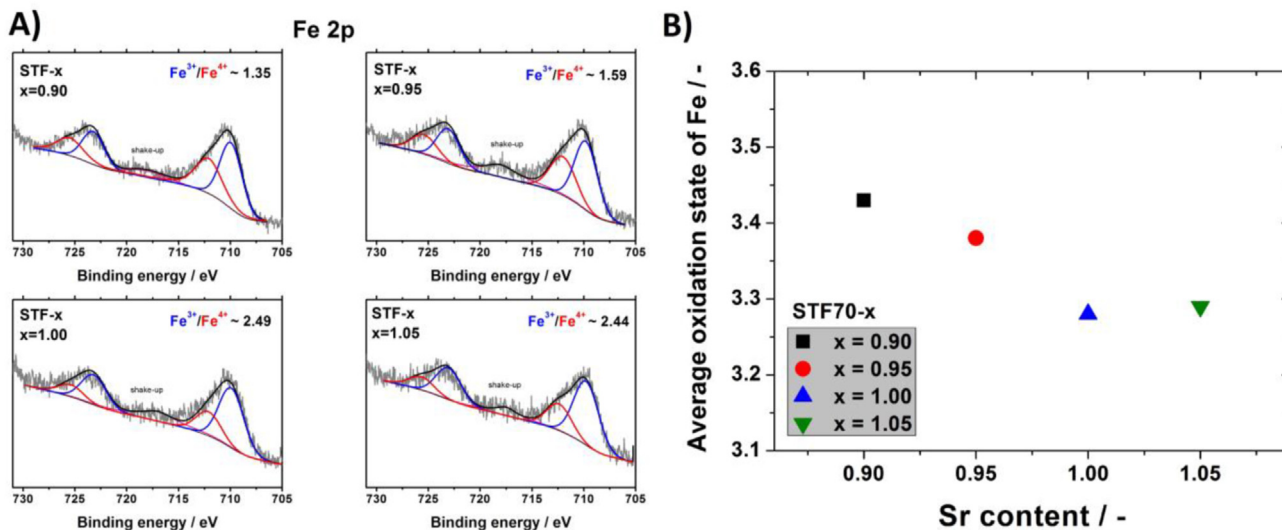 A)
Fe 2p
STF-x
x=0.90
Fe³⁺/Fe⁴⁺ ~ 1.35
shake-up
730 725 720 715 710 705
Binding energy / eV
STF-x
x=0.95
Fe³⁺/Fe⁴⁺ ~ 1.59
shake-up
730 725 720 715 710 705
Binding energy / eV
STF-x
x=1.00
Fe³⁺/Fe⁴⁺ ~ 2.49
shake-up
730 725 720 715 710 705
Binding energy / eV
STF-x
x=1.05
Fe³⁺/Fe⁴⁺ ~ 2.44
shake-up
730 725 720 715 710 705
Binding energy / eV
B)
Average oxidation state of Fe / -
3.6
3.5
3.4
3.3
3.2
3.1
STF70-x
x = 0.90
x = 0.95
x = 1.00
x = 1.05
0.90 0.95 1.00 1.05
Sr content / -